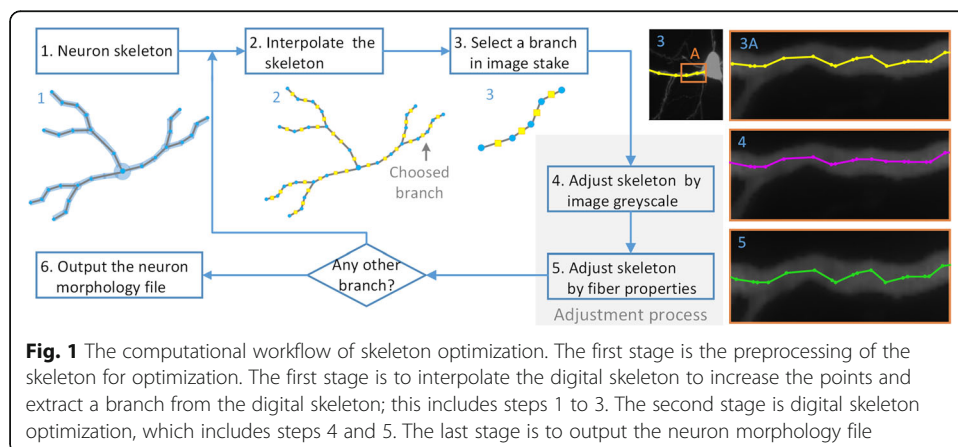 1. Neuron skeleton
2. Interpolate the
skeleton
3. Select a branch
in image stake
3
A
3A
1
2
3
Choosed
branch
4
4. Adjust skeleton by
image greyscale
5
5. Adjust skeleton
by fiber properties
Adjustment process
Any other
branch?
6. Output the neuron
morphology file
Fig. 1 The computational workflow of skeleton optimization. The first stage is the preprocessing of the
skeleton for optimization. The first stage is to interpolate the digital skeleton to increase the points and
extract a branch from the digital skeleton; this includes steps 1 to 3. The second stage is digital skeleton
optimization, which includes steps 4 and 5. The last stage is to output the neuron morphology file